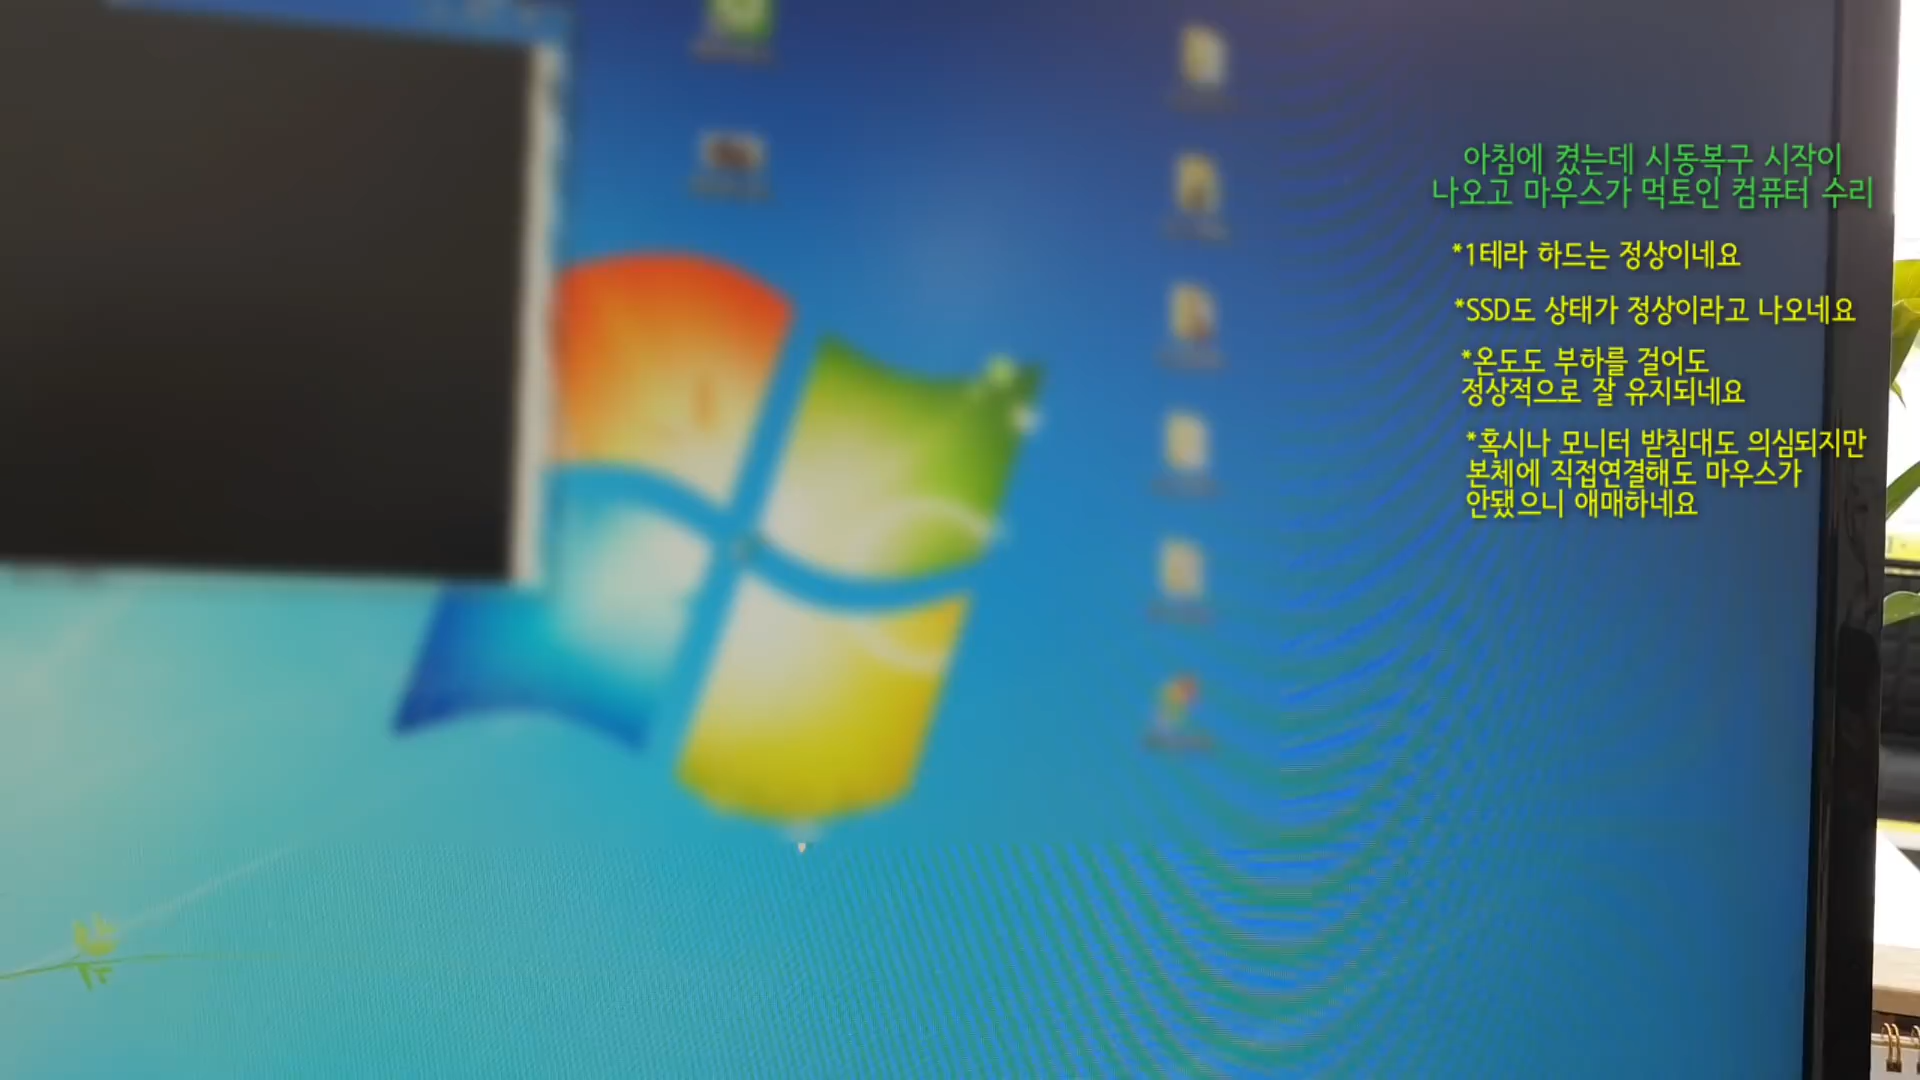 아침에 켰는데 시동복구 시작이
나오고 마우스가 먹토인 컴퓨터 수리
*1테라 하드는 정상이네요
*SSD도 상태가 정상이라고 나오네요
*온도도 부하를 걸어도
정상적으로 잘 유지되네요
*혹시나 모니터 받침대도 의심되지만
본체에 직접연결해도 마우스가
안됐으니 애매하네요